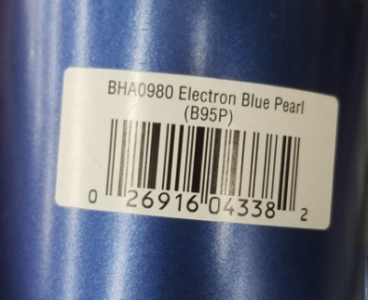 BHA0980 Electron Blue Pearl
(B95P)
0 26916 04338 2